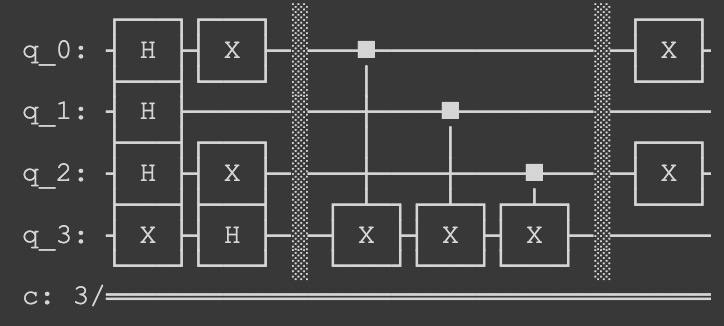 q_0: H X X
q_1: H
q_2: H X X
q_3: X H X X X
c: 3/